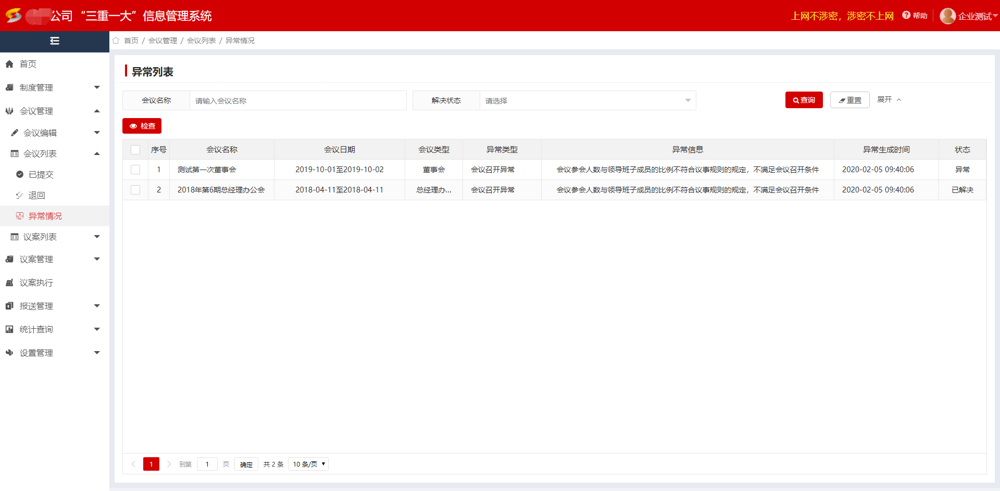 公司“三重一大”信息管理系统
上网不涉密，涉密不上网 帮助 企业测试
首页 / 会议管理 / 会议列表 / 异常情况
首页
制度管理
会议管理
会议编辑
会议列表
已提交
退回
异常情况
议案列表
议案管理
议案执行
报送管理
统计查询
设置管理
异常列表
会议名称 请输入会议名称 解决状态 请选择 查询 重置 展开
检查
序号 会议名称 会议日期 会议类型 异常类型 异常信息 异常生成时间 状态
1 测试第一次董事会 2019-10-01至2019-10-02 董事会 会议召开异常 会议参会人数与领导班子成员的比例不符合议事规则的规定，不满足会议召开条件 2020-02-05 09:40:06 异常
2 2018年第6期总经理办公会 2018-04-11至2018-04-11 总经理办... 会议召开异常 会议参会人数与领导班子成员的比例不符合议事规则的规定，不满足会议召开条件 2020-02-05 09:40:06 已解决
1 到第 1 页 确定 共 2 条 10 条/页